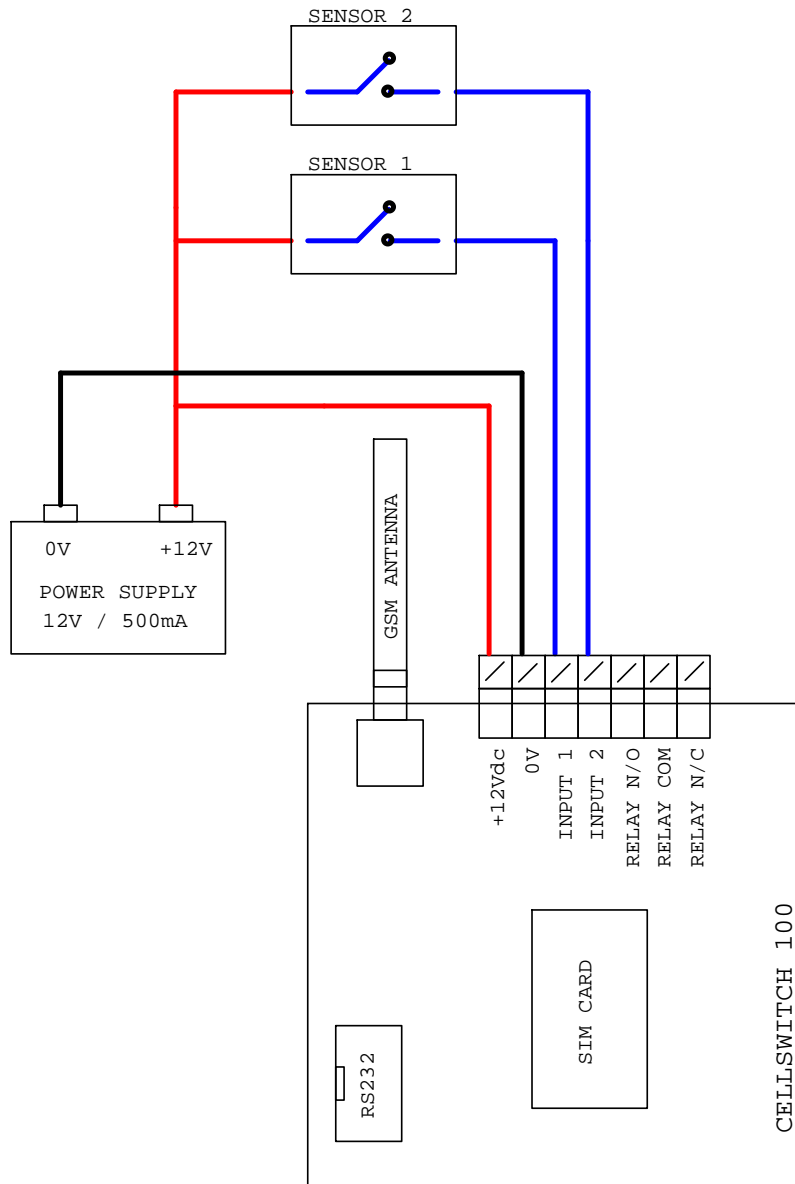 SENSOR 2
SENSOR 1
0V
+12V
POWER SUPPLY
12V / 500mA
GSM ANTENNA
+12Vdc
0V
INPUT 1
INPUT 2
RELAY N/O
RELAY COM
RELAY N/C
SIM CARD
RS232
CELLSWITCH 100